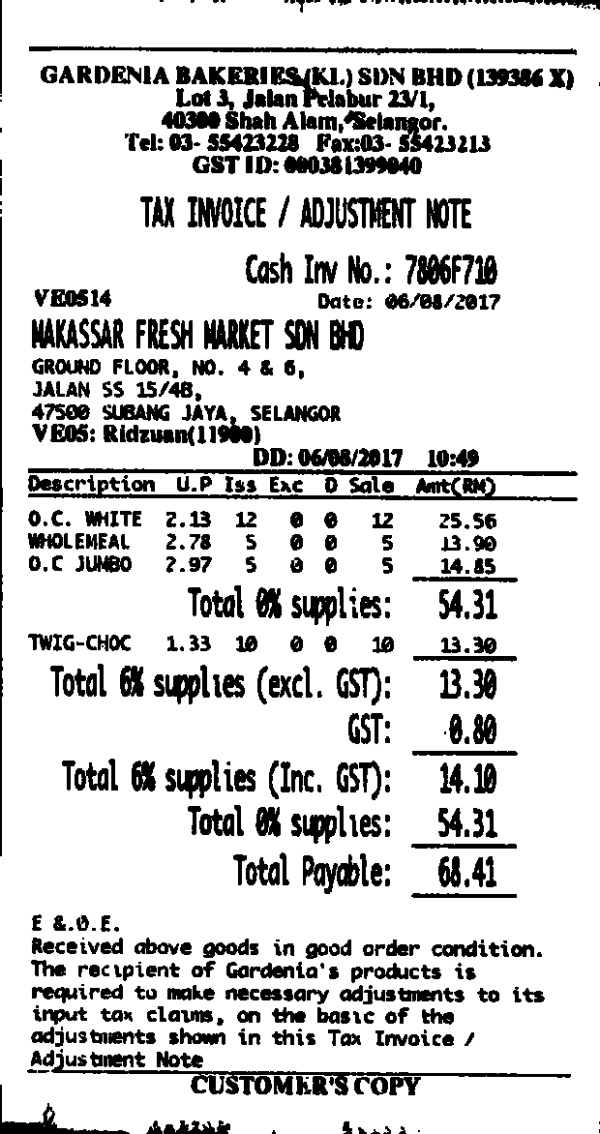 GARDENIA BAKERIES (KL) SDN BHD (139386 X)
Lot 3, Jalan Pelabur 23/1,
40300 Shah Alam, Selangor.
Tel: 03- 55423228 Fax:03- 55423213
GST ID: 000381399040
TAX INVOICE / ADJUSTMENT NOTE
Cash Inv No.: 7806F710
VE0514 Date: 06/08/2017
MAKASSAR FRESH MARKET SDN BHD
GROUND FLOOR, NO. 4 & 6,
JALAN SS 15/4B,
47500 SUBANG JAYA, SELANGOR
VE05: Ridzuan(11900)
DD: 06/08/2017 10:49
Description U.P Iss Exc D Sale Amt(RM)
O.C. WHITE 2.13 12 0 0 12 25.56
WHOLEMEAL 2.78 5 0 0 5 13.90
O.C JUMBO 2.97 5 0 0 5 14.85
Total 0% supplies: 54.31
TWIG-CHOC 1.33 10 0 0 10 13.30
Total 6% supplies (excl. GST): 13.30
GST: 0.80
Total 6% supplies (Inc. GST): 14.10
Total 0% supplies: 54.31
Total Payable: 68.41
E &.O.E.
Received above goods in good order condition.
The recipient of Gardenia's products is
required to make necessary adjustments to its
input tax claims, on the basic of the
adjustments shown in this Tax Invoice /
Adjustment Note
CUSTOMER'S COPY